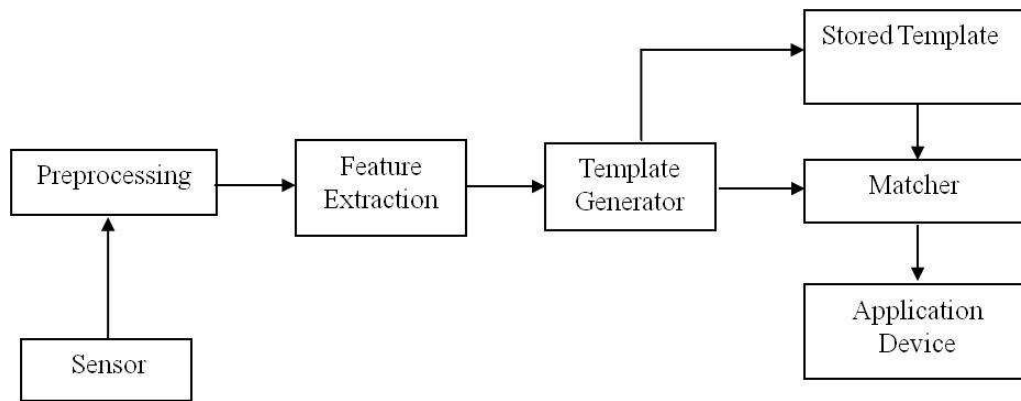 Stored Template
Preprocessing
Feature
Extraction
Template
Generator
Matcher
Sensor
Application
Device